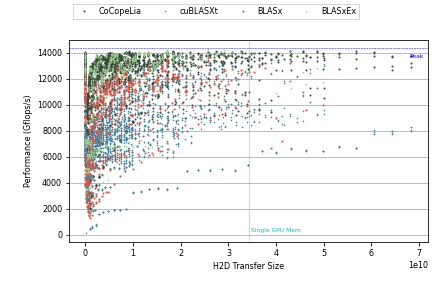 CoCopeLia cuBLASXt BLASx BLASxEx
14000
12000
10000
8000
6000
4000
2000
0
Performance (Gflops/s)
Peak
Single GPU Mem
0 1 2 3 4 5 6 7
1e10
H2D Transfer Size